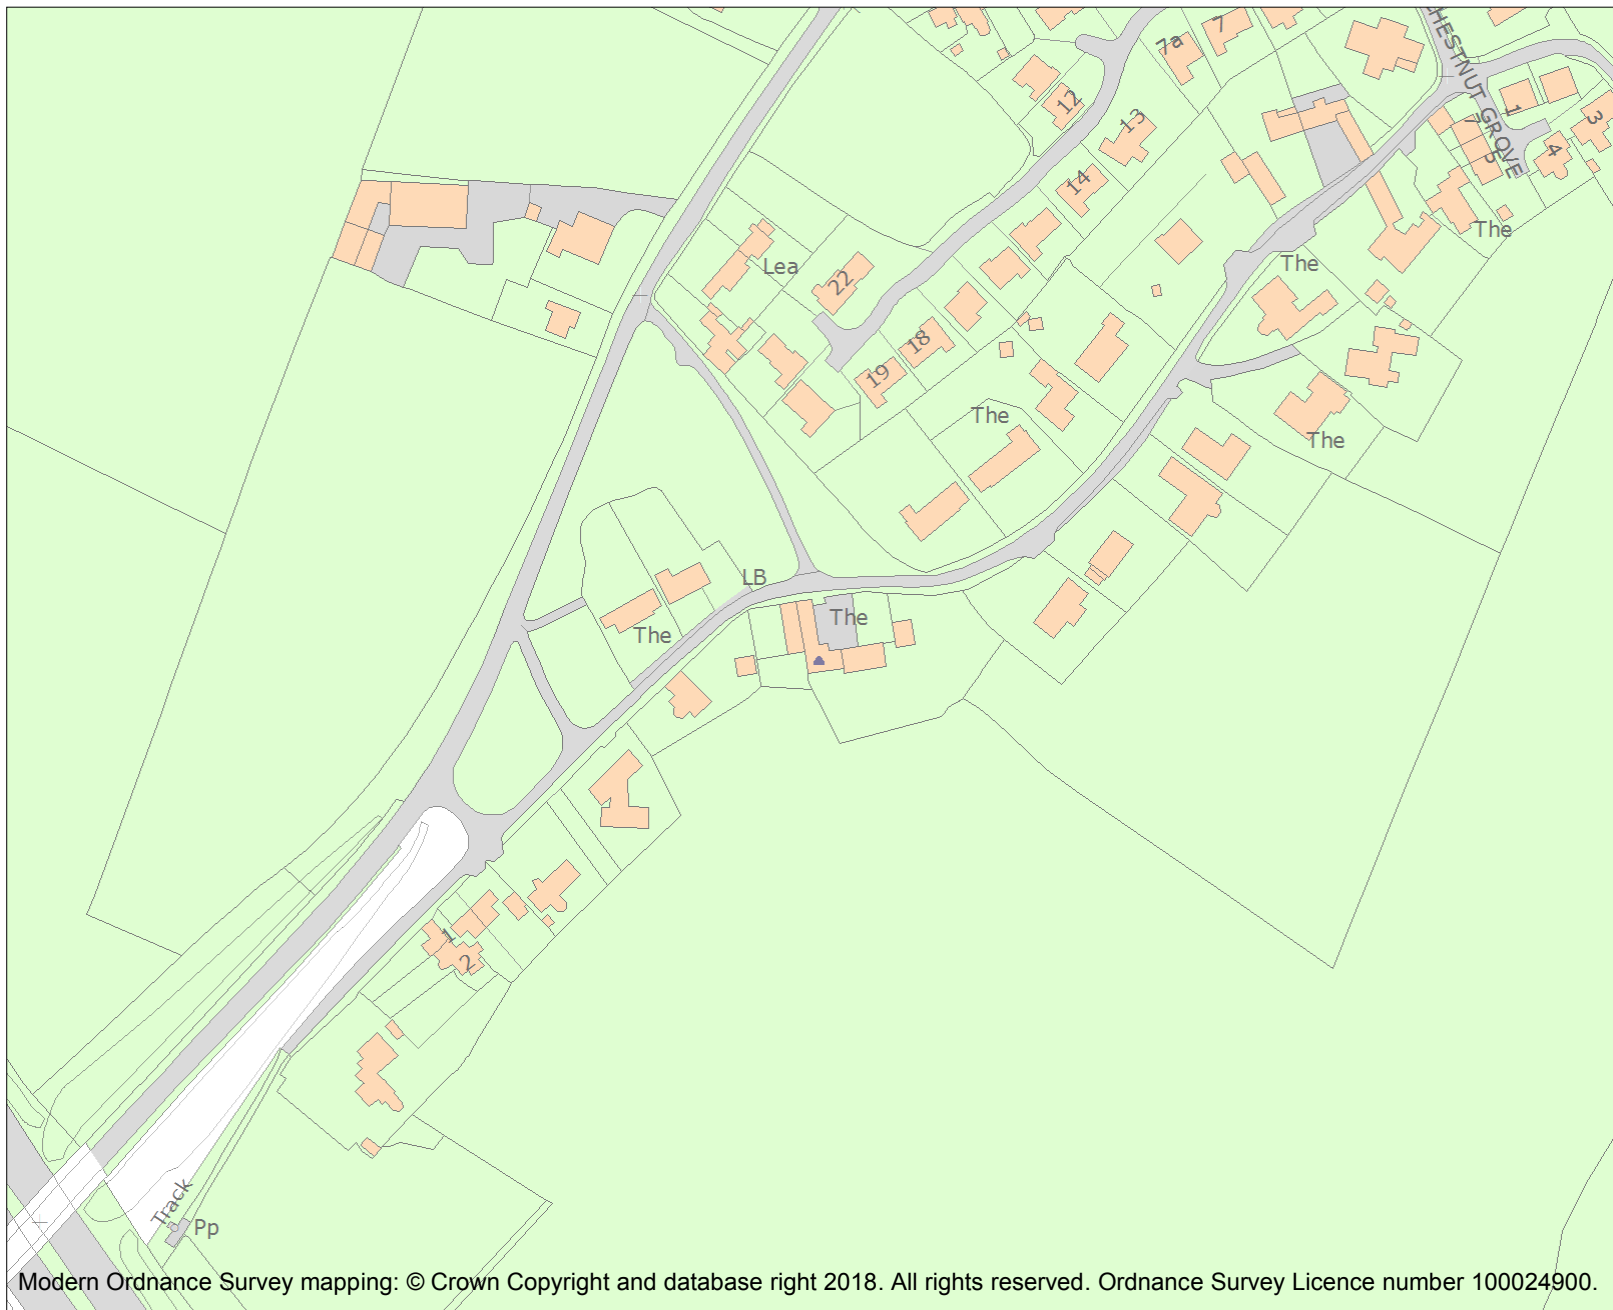 7
7a
CHESTNUT GROVE
12
13
1
3
7
5
4
14
The
Lea
22
The
18
19
The
The
LB
The
The
1
2
Track
Pp
Modern Ordnance Survey mapping: © Crown Copyright and database right 2018. All rights reserved. Ordnance Survey Licence number 100024900.